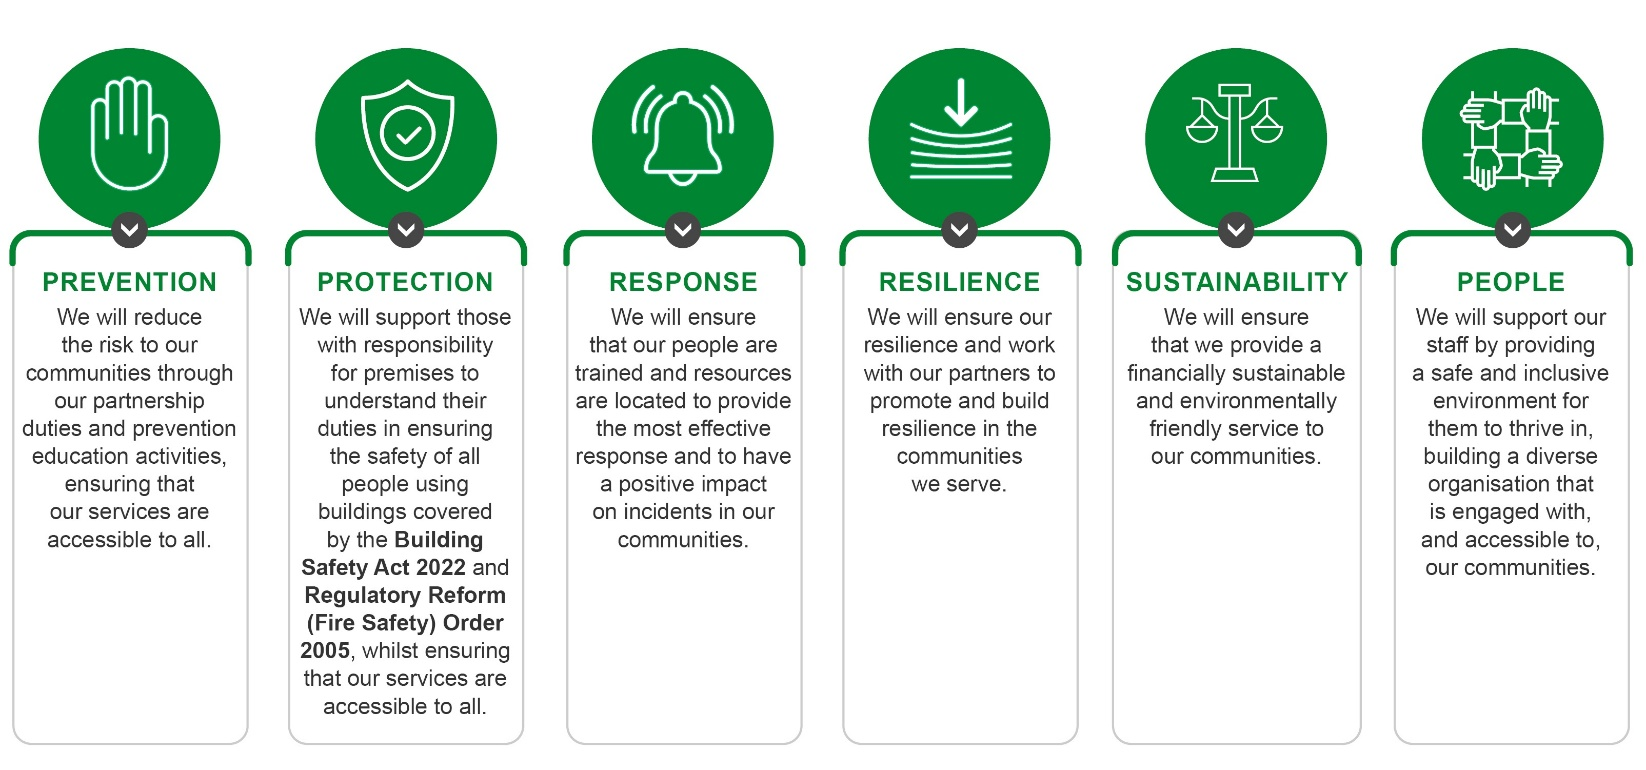 PREVENTION
We will reduce
the risk to our
communities through
our partnership
duties and prevention
education activities,
ensuring that
our services are
accessible to all.
PROTECTION
We will support those
with responsibility
for premises to
understand their
duties in ensuring
the safety of all
people using
buildings covered
by the Building
Safety Act 2022 and
Regulatory Reform
(Fire Safety) Order
2005, whilst ensuring
that our services are
accessible to all.
RESPONSE
We will ensure
that our people are
trained and resources
are located to provide
the most effective
response and to have
a positive impact
on incidents in our
communities.
RESILIENCE
We will ensure our
resilience and work
with our partners to
promote and build
resilience in the
communities
we serve.
SUSTAINABILITY
We will ensure
that we provide a
financially sustainable
and environmentally
friendly service to
our communities.
PEOPLE
We will support our
staff by providing
a safe and inclusive
environment for
them to thrive in,
building a diverse
organisation that
is engaged with,
and accessible to,
our communities.